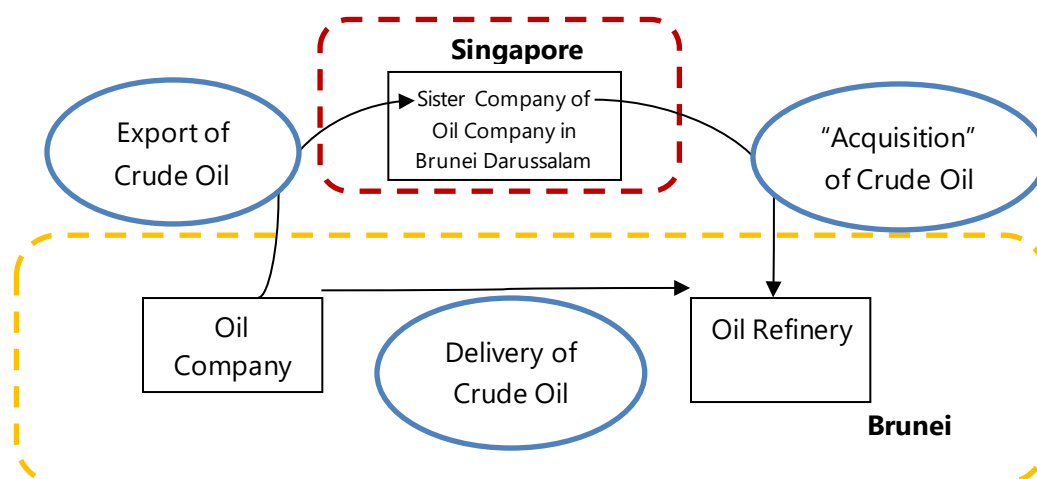 Singapore
Sister Company of
Oil Company in
Brunei Darussalam
Export of
Crude Oil
“Acquisition”
of Crude Oil
Oil
Company
Delivery of
Crude Oil
Oil Refinery
Brunei